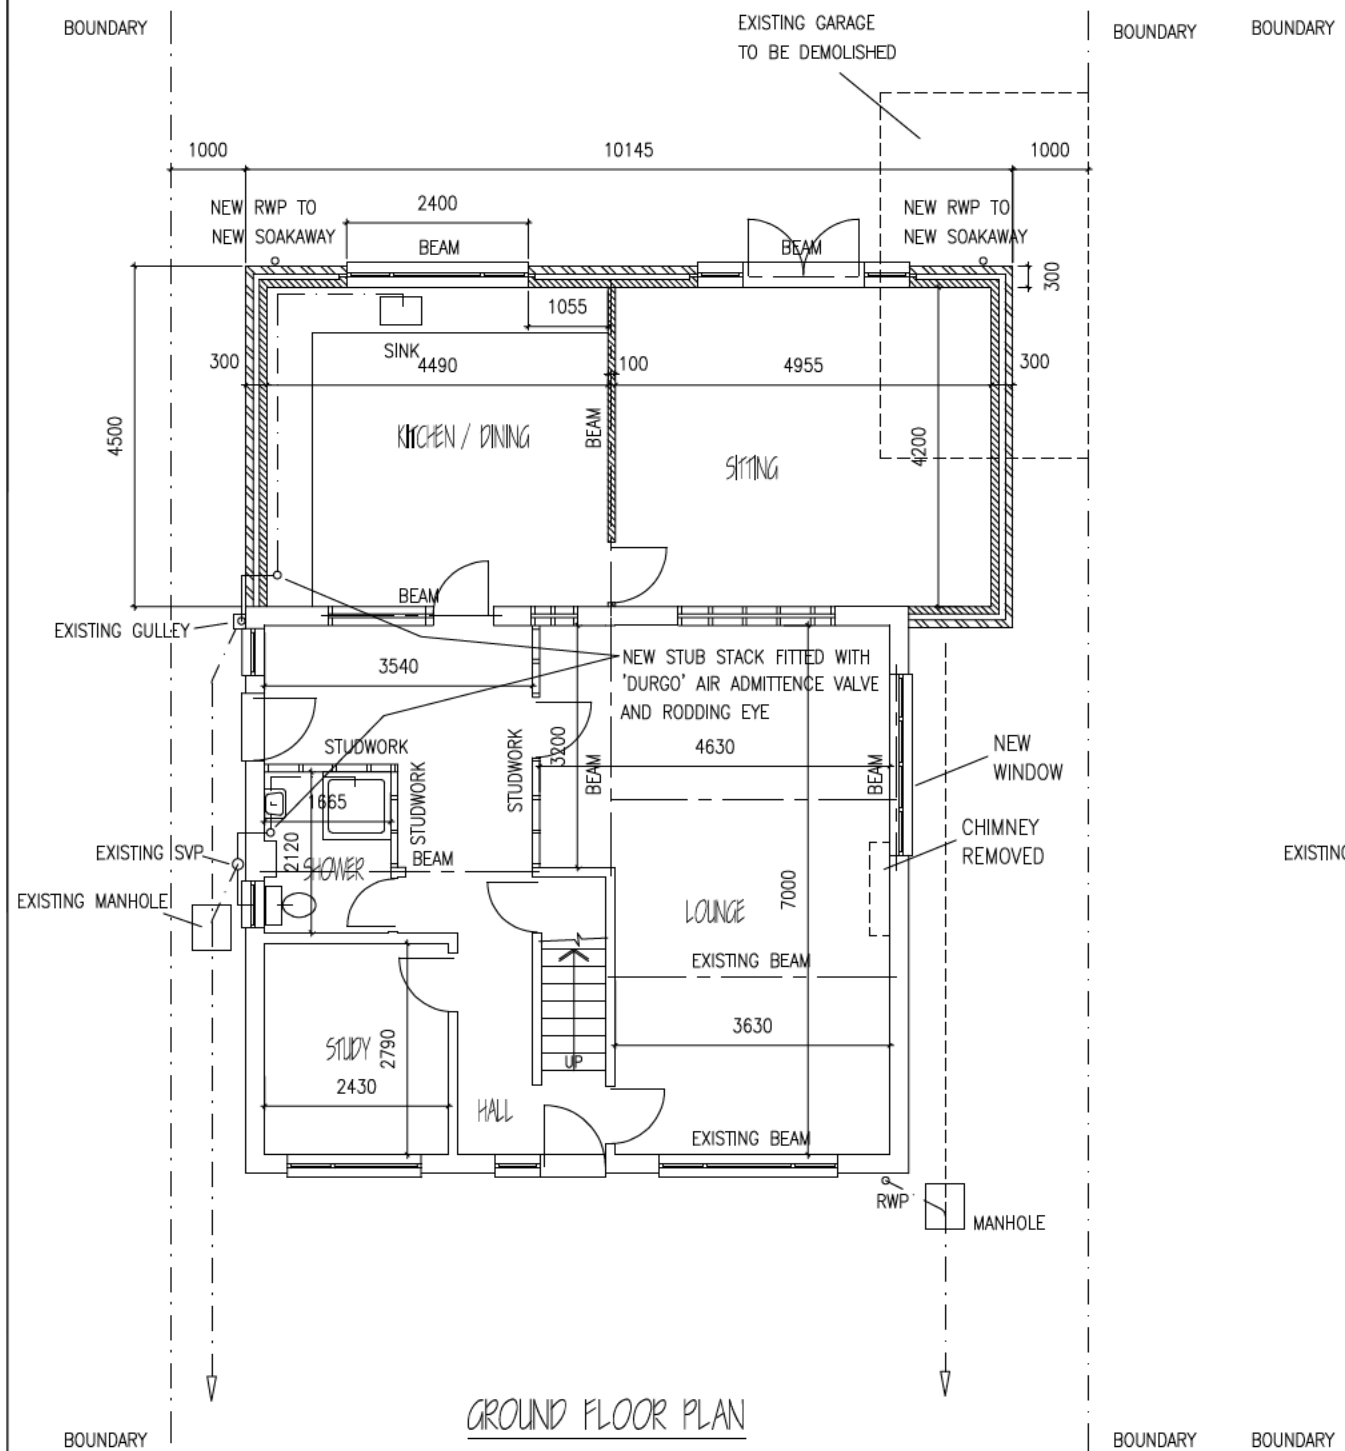 BOUNDARY
EXISTING GARAGE
TO BE DEMOLISHED
BOUNDARY
BOUNDARY
1000
10145
1000
NEW RWP TO
NEW SOAKAWAY
2400
BEAM
BEAM
NEW RWP TO
NEW SOAKAWAY
300
1055
SINK
300
4490
100
4955
300
4500
KITCHEN / DINING
BEAM
SITTING
4200
BEAM
EXISTING GULLEY
3540
NEW STUB STACK FITTED WITH
'DURGO' AIR ADMITTENCE VALVE
AND RODDING EYE
STUDWORK
3200
4630
NEW
WINDOW
STUDWORK
STUDWORK
BEAM
BEAM
1665
CHIMNEY
REMOVED
EXISTING SVP
2120
SHOWER
BEAM
EXISTING
EXISTING MANHOLE
LOUNGE
7000
EXISTING BEAM
STUDY
2790
3630
2430
UP
HALL
EXISTING BEAM
RWP
MANHOLE
GROUND FLOOR PLAN
BOUNDARY
BOUNDARY
BOUNDARY